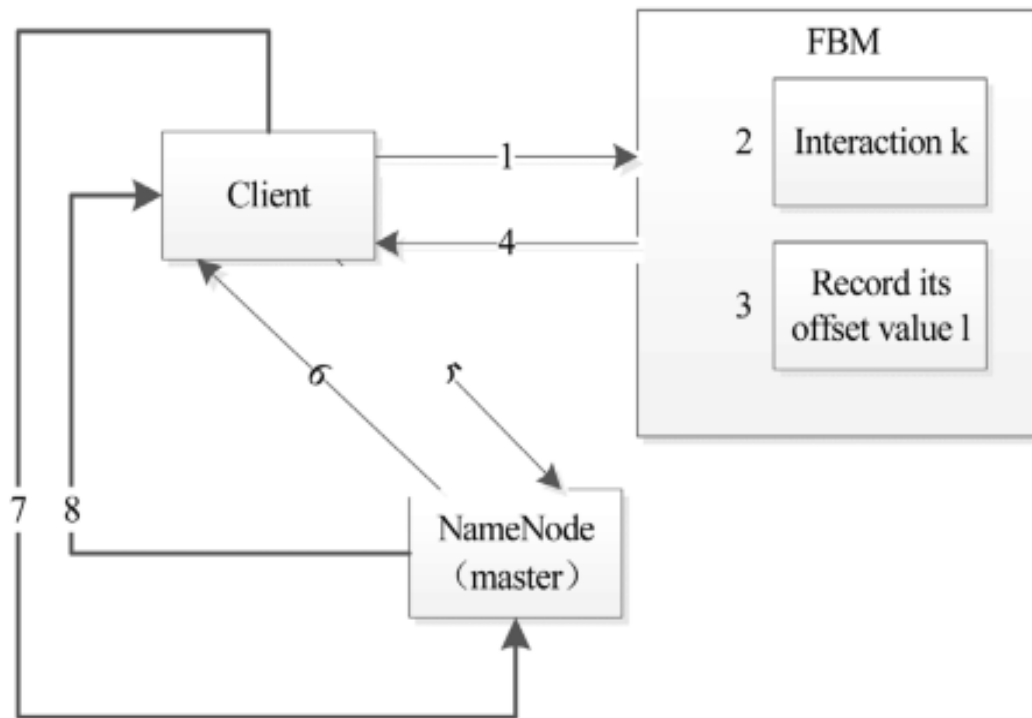 FBM
2
Interaction k
1
Client
4
3
Record its
offset value l
6
5
7
8
NameNode
（master）